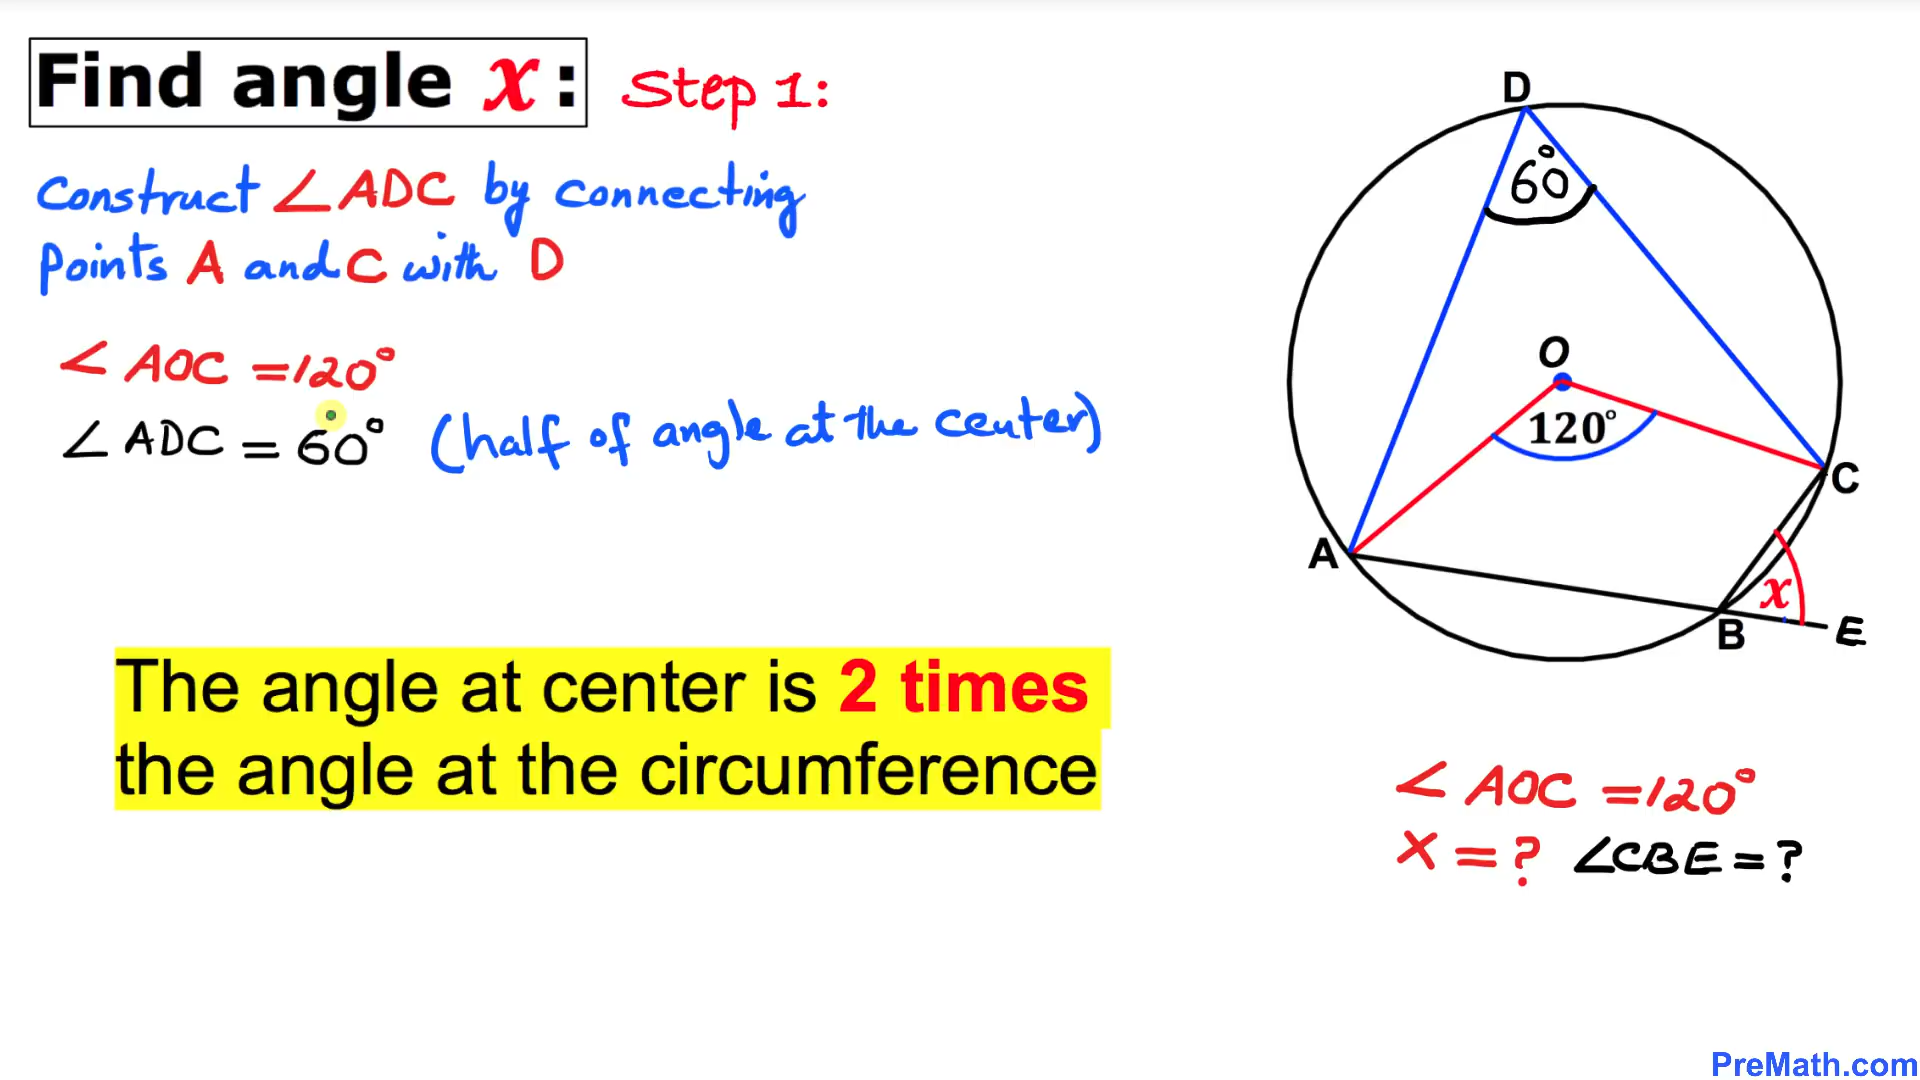 Find angle x:
Step 1:
Construct ∠ADC by connecting
Points A and C with D
∠AOC = 120°
∠ADC = 60° (half of angle at the center)
The angle at center is 2 times
the angle at the circumference
D
60°
O
120°
C
A
x
B
E
∠AOC = 120°
X = ? ∠CBE = ?
PreMath.com